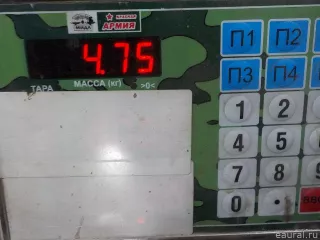 КРАСНАЯ
АРМИЯ
4.75
ТАРА МАССА (кг) >0<
П1 П2
П3 П4
1 2
4 5
7 8
0 .
eaural.ru